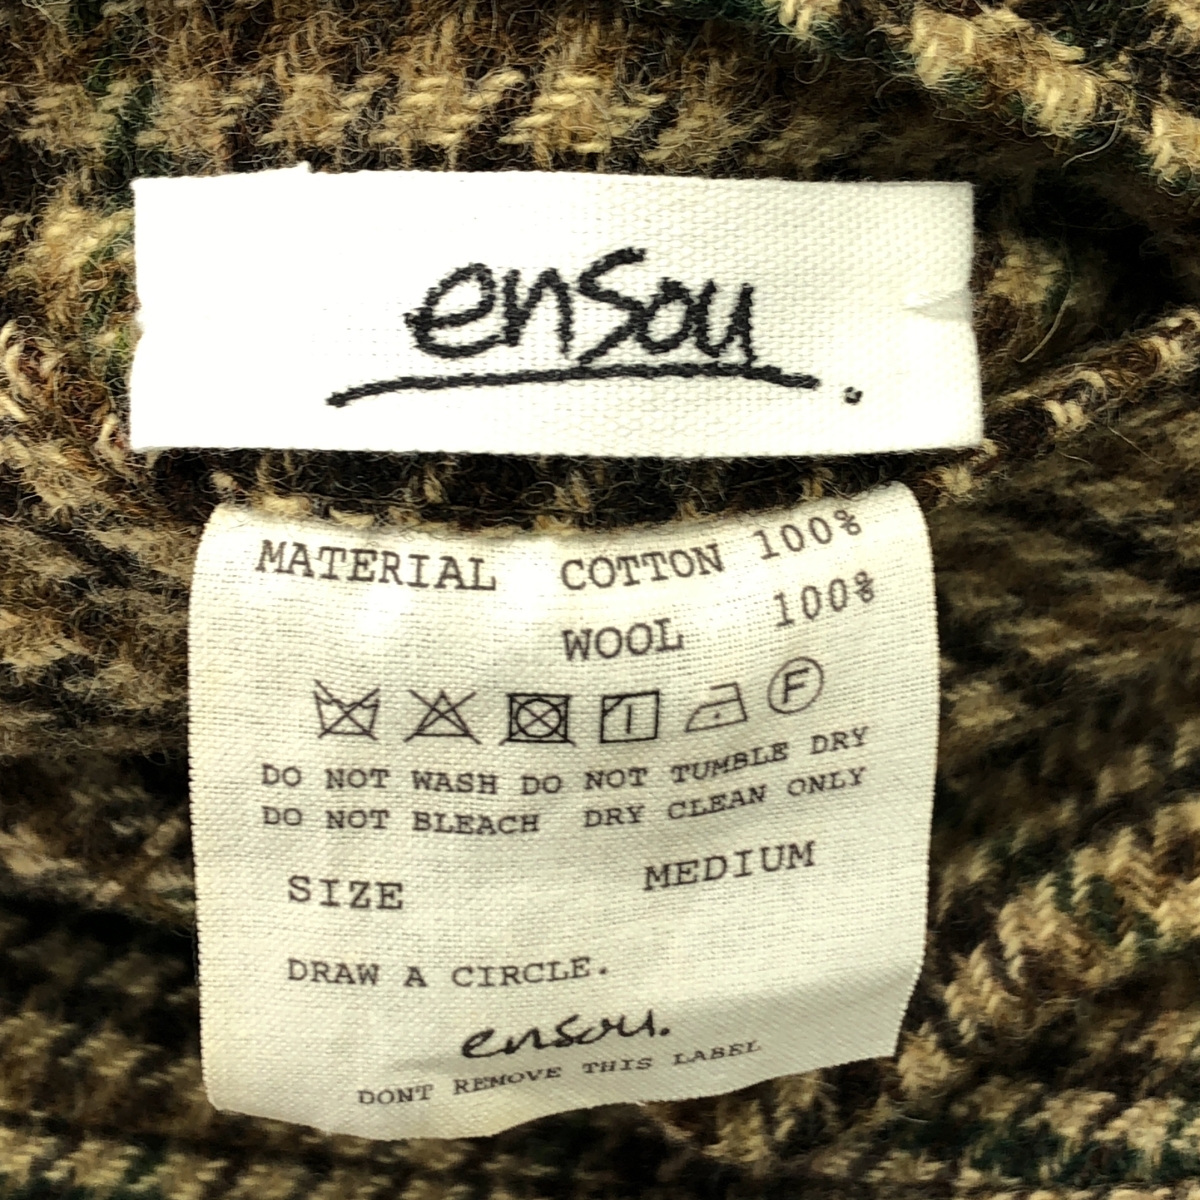 ensou.
MATERIAL COTTON 100%
WOOL 100%
F
DO NOT WASH DO NOT TUMBLE DRY
DO NOT BLEACH DRY CLEAN ONLY
SIZE MEDIUM
DRAW A CIRCLE.
ensou.
DONT REMOVE THIS LABEL